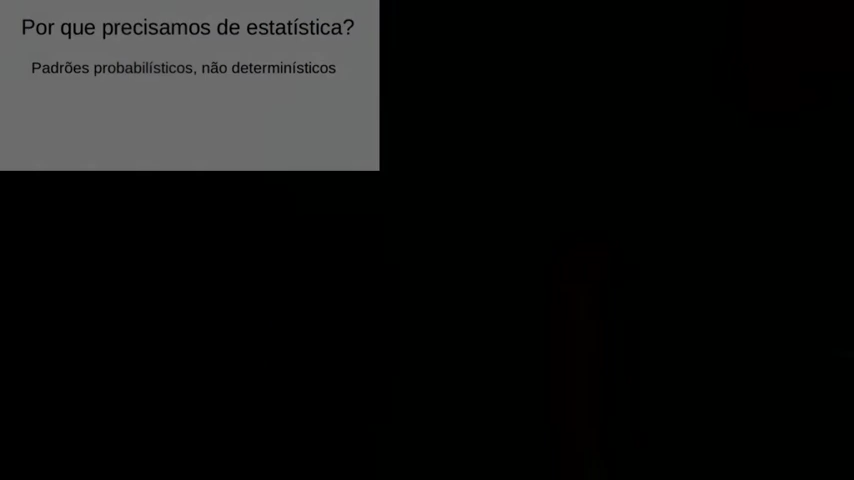 Por que precisamos de estatística?
Padrões probabilísticos, não determinísticos